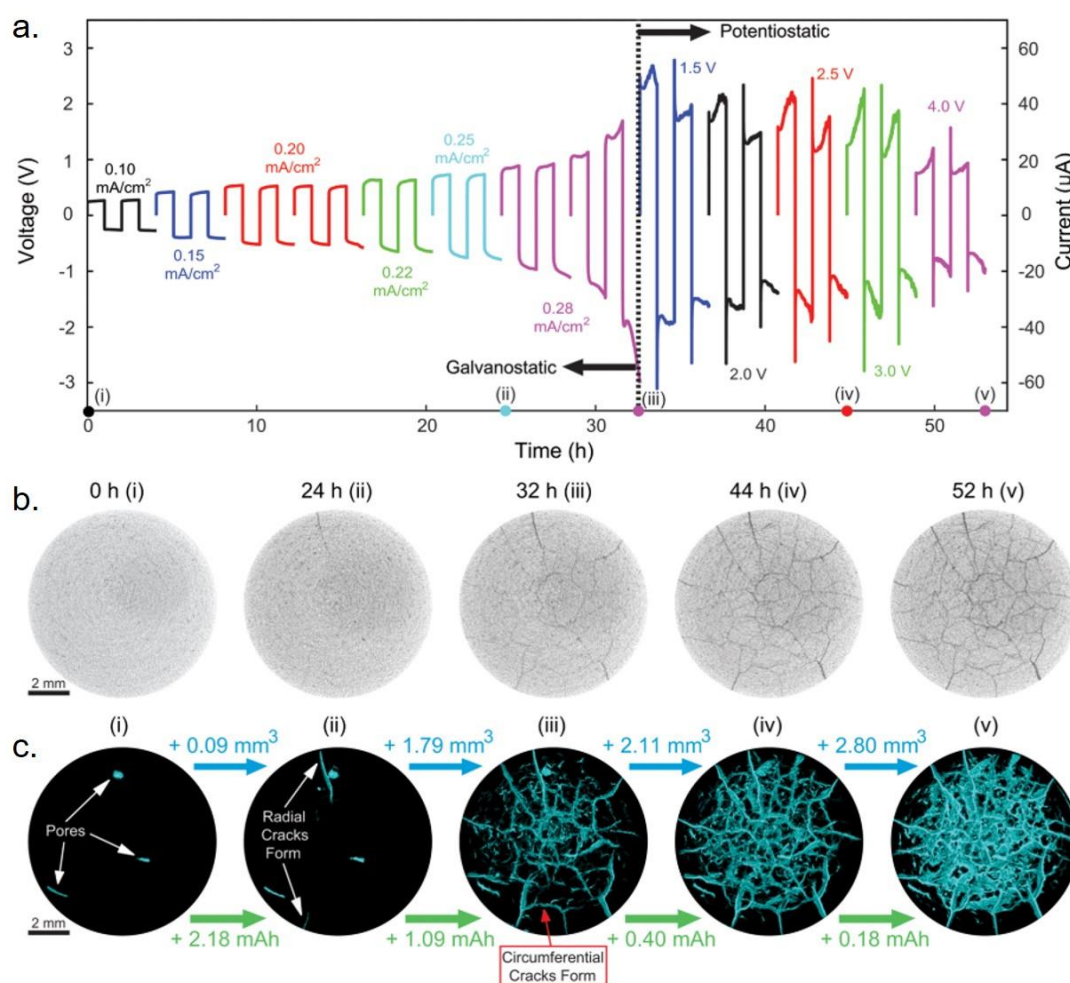 a.
Potentiostatic
Galvanostatic
Voltage (V)
3
2
1
0
-1
-2
-3
Current (µA)
60
40
20
0
-20
-40
-60
0.10
mA/cm²
0.15
mA/cm²
0.20
mA/cm²
0.22
mA/cm²
0.25
mA/cm²
0.28
mA/cm²
1.5 V
2.0 V
2.5 V
3.0 V
4.0 V
(i)
(ii)
(iii)
(iv)
(v)
0
10
20
30
40
50
Time (h)
b.
0 h (i)
24 h (ii)
32 h (iii)
44 h (iv)
52 h (v)
2 mm
c.
(i)
(ii)
(iii)
(iv)
(v)
+ 0.09 mm³
+ 1.79 mm³
+ 2.11 mm³
+ 2.80 mm³
Pores
Radial
Cracks
Form
2 mm
+ 2.18 mAh
+ 1.09 mAh
+ 0.40 mAh
+ 0.18 mAh
Circumferential
Cracks Form